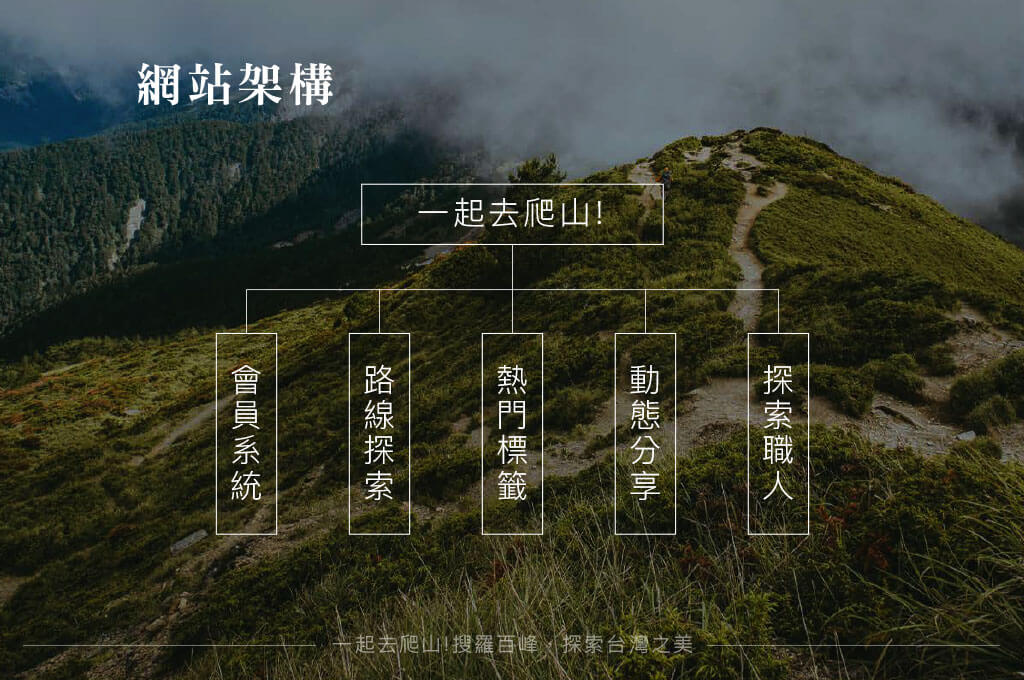 網站架構
一起去爬山!
會員系統
路線探索
熱門標籤
動態分享
探索職人
一起去爬山!搜羅百峰，探索台灣之美